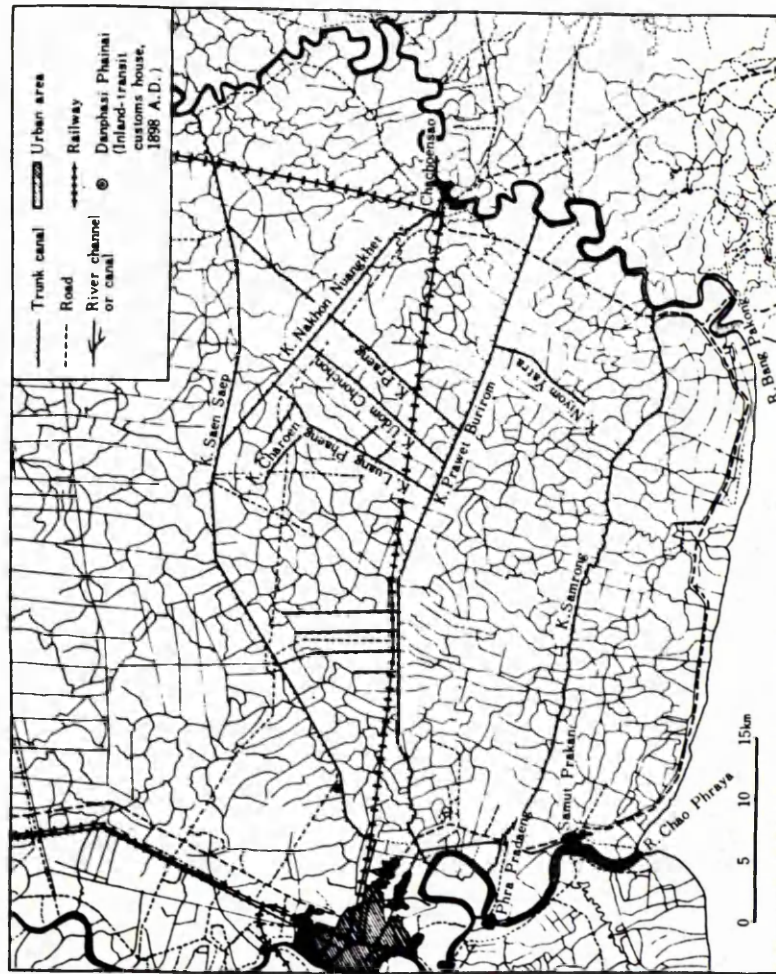 Trunk canal
Urban area
Road
Railway
River channel
or canal
Danphasi Phainai
(Inland-transit
customs house,
1898 A.D.)
K. Saen Saep
K. Nakhon Nuangkhet
K. Charoen
K. Luang Phaeng
K. Udom Chonchon
K. Praeng
Chachoensao
K. Prawet Burirom
K. Niyom Yatra
K. Samrong
Phra Pradaeng
Samut Prakan
R. Chao Phraya
R. Bang Pakong
0 5 10 15km